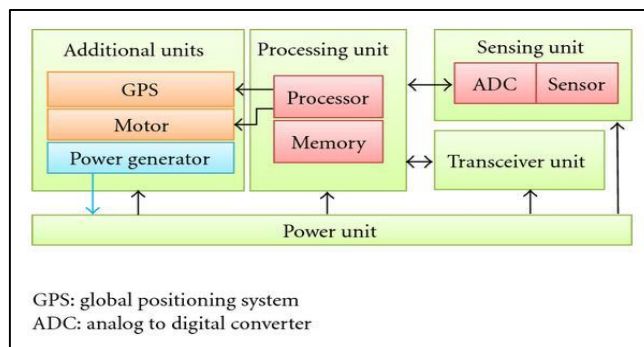 Additional units
GPS
Motor
Power generator
Processing unit
Processor
Memory
Sensing unit
ADC
Sensor
Transceiver unit
Power unit
GPS: global positioning system
ADC: analog to digital converter